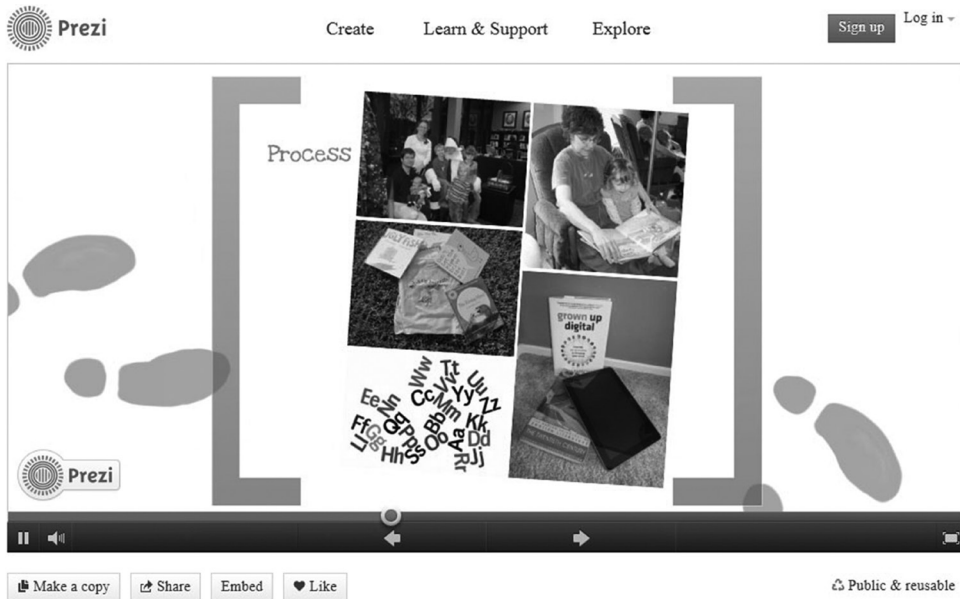 Prezi
Create Learn & Support Explore
Sign up
Log in
Process
JELLYFISH
grown up
digital
Ww Tt Uu
Ee Nn Cc Vv Yy Zz
Mm
Ff Qq Bb Kk
Gg Pp Oo Aa Dd
Ll Hh Ss Rr Jj
Prezi
Make a copy Share Embed Like
Public & reusable